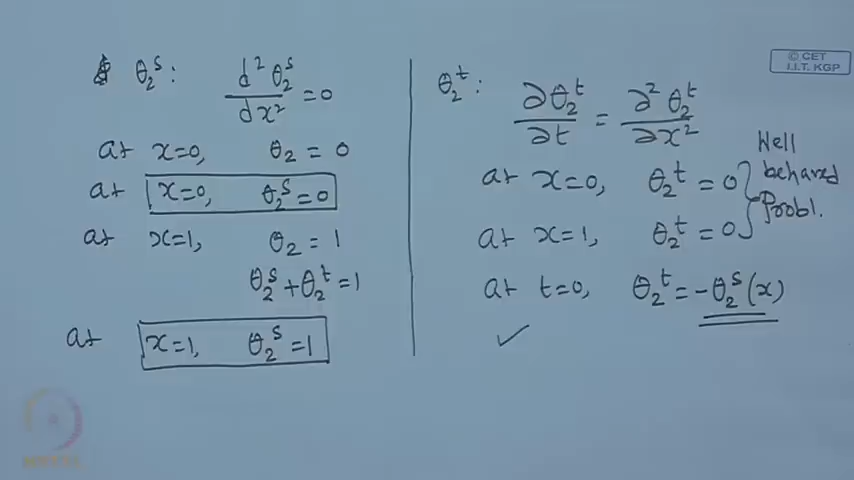 © CET
I.I.T. KGP
θ₂ˢ: d²θ₂ˢ/dx² = 0
at x=0, θ₂ = 0
at x=0, θ₂ˢ=0
at x=1, θ₂ = 1
θ₂ˢ+θ₂ᵗ=1
at x=1, θ₂ˢ=1
θ₂ᵗ: ∂θ₂ᵗ/∂t = ∂²θ₂ᵗ/∂x²
at x=0, θ₂ᵗ = 0
at x=1, θ₂ᵗ = 0
Well
behaved
Probl.
at t=0, θ₂ᵗ = -θ₂ˢ(x)
✓